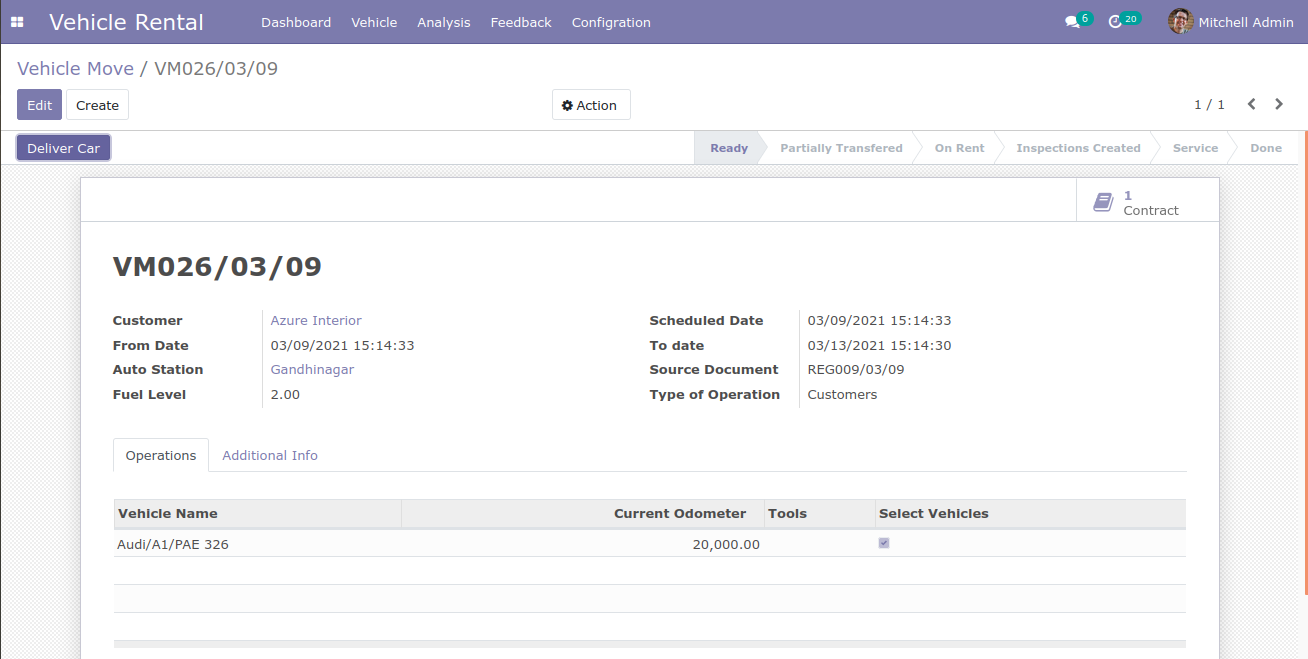 Vehicle Rental Dashboard Vehicle Analysis Feedback Configration 6 20 Mitchell Admin
Vehicle Move / VM026/03/09
Edit Create Action 1 / 1
Deliver Car Ready Partially Transfered On Rent Inspections Created Service Done
1
Contract
VM026/03/09
Customer Azure Interior Scheduled Date 03/09/2021 15:14:33
From Date 03/09/2021 15:14:33 To date 03/13/2021 15:14:30
Auto Station Gandhinagar Source Document REG009/03/09
Fuel Level 2.00 Type of Operation Customers
Operations Additional Info
Vehicle Name Current Odometer Tools Select Vehicles
Audi/A1/PAE 326 20,000.00